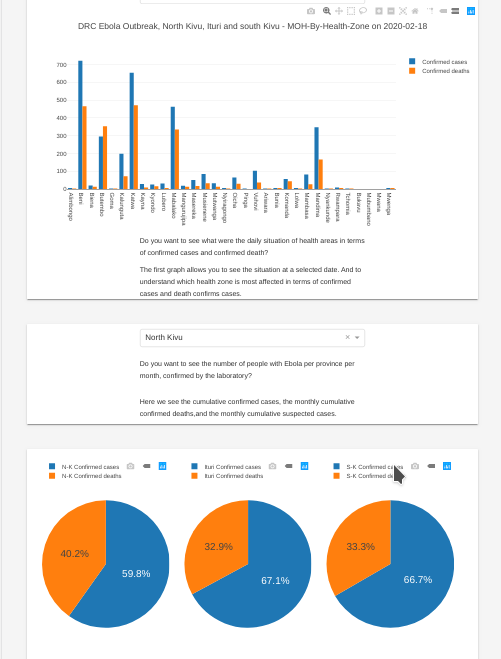 DRC Ebola Outbreak, North Kivu, Ituri and south Kivu - MOH-By-Health-Zone on 2020-02-18
Confirmed cases
Confirmed deaths
700
600
500
400
300
200
100
0
Beni
Biena
Butembo
Goma
Kalunguta
Katwa
Kayna
Kyondo
Lubero
Mabalako
Manguredjipa
Masereka
Musienene
Mutwanga
Nyiragongo
Oicha
Pinga
Vuhovi
Ariwara
Bunia
Komanda
Lolwa
Mambasa
Mandima
Nyankunde
Rwampara
Tchomia
Bukavu
Mwenga
Do you want to see what were the daily situation of health areas in terms
of confirmed cases and confirmed death?
The first graph allows you to see the situation at a selected date. And to
understand which health zone is most affected in terms of confirmed
cases and death confirms cases.
North Kivu
Do you want to see the number of people with Ebola per province per
month, confirmed by the laboratory?
Here we see the cumulative confirmed cases, the monthly cumulative
confirmed deaths,and the monthly cumulative suspected cases.
N-K Confirmed cases
N-K Confirmed deaths
Ituri Confirmed cases
Ituri Confirmed deaths
S-K Confirmed cases
S-K Confirmed
40.2%
59.8%
32.9%
67.1%
33.3%
66.7%